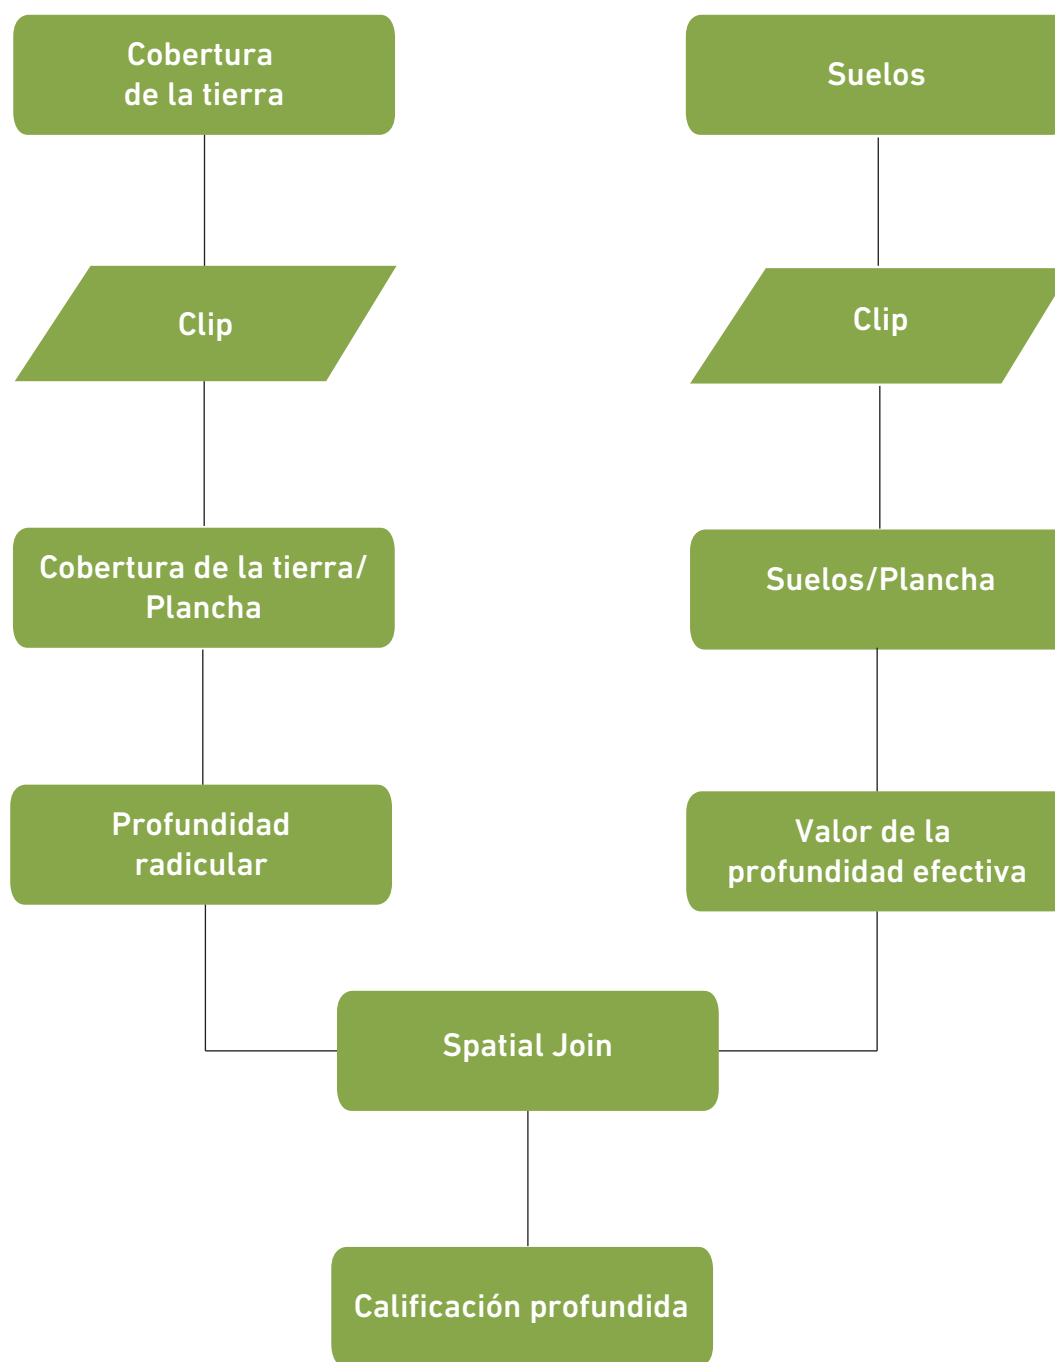 Cobertura
de la tierra
Suelos
Clip
Clip
Cobertura de la tierra/
Plancha
Suelos/Plancha
Profundidad
radicular
Valor de la
profundidad efectiva
Spatial Join
Calificación profundida